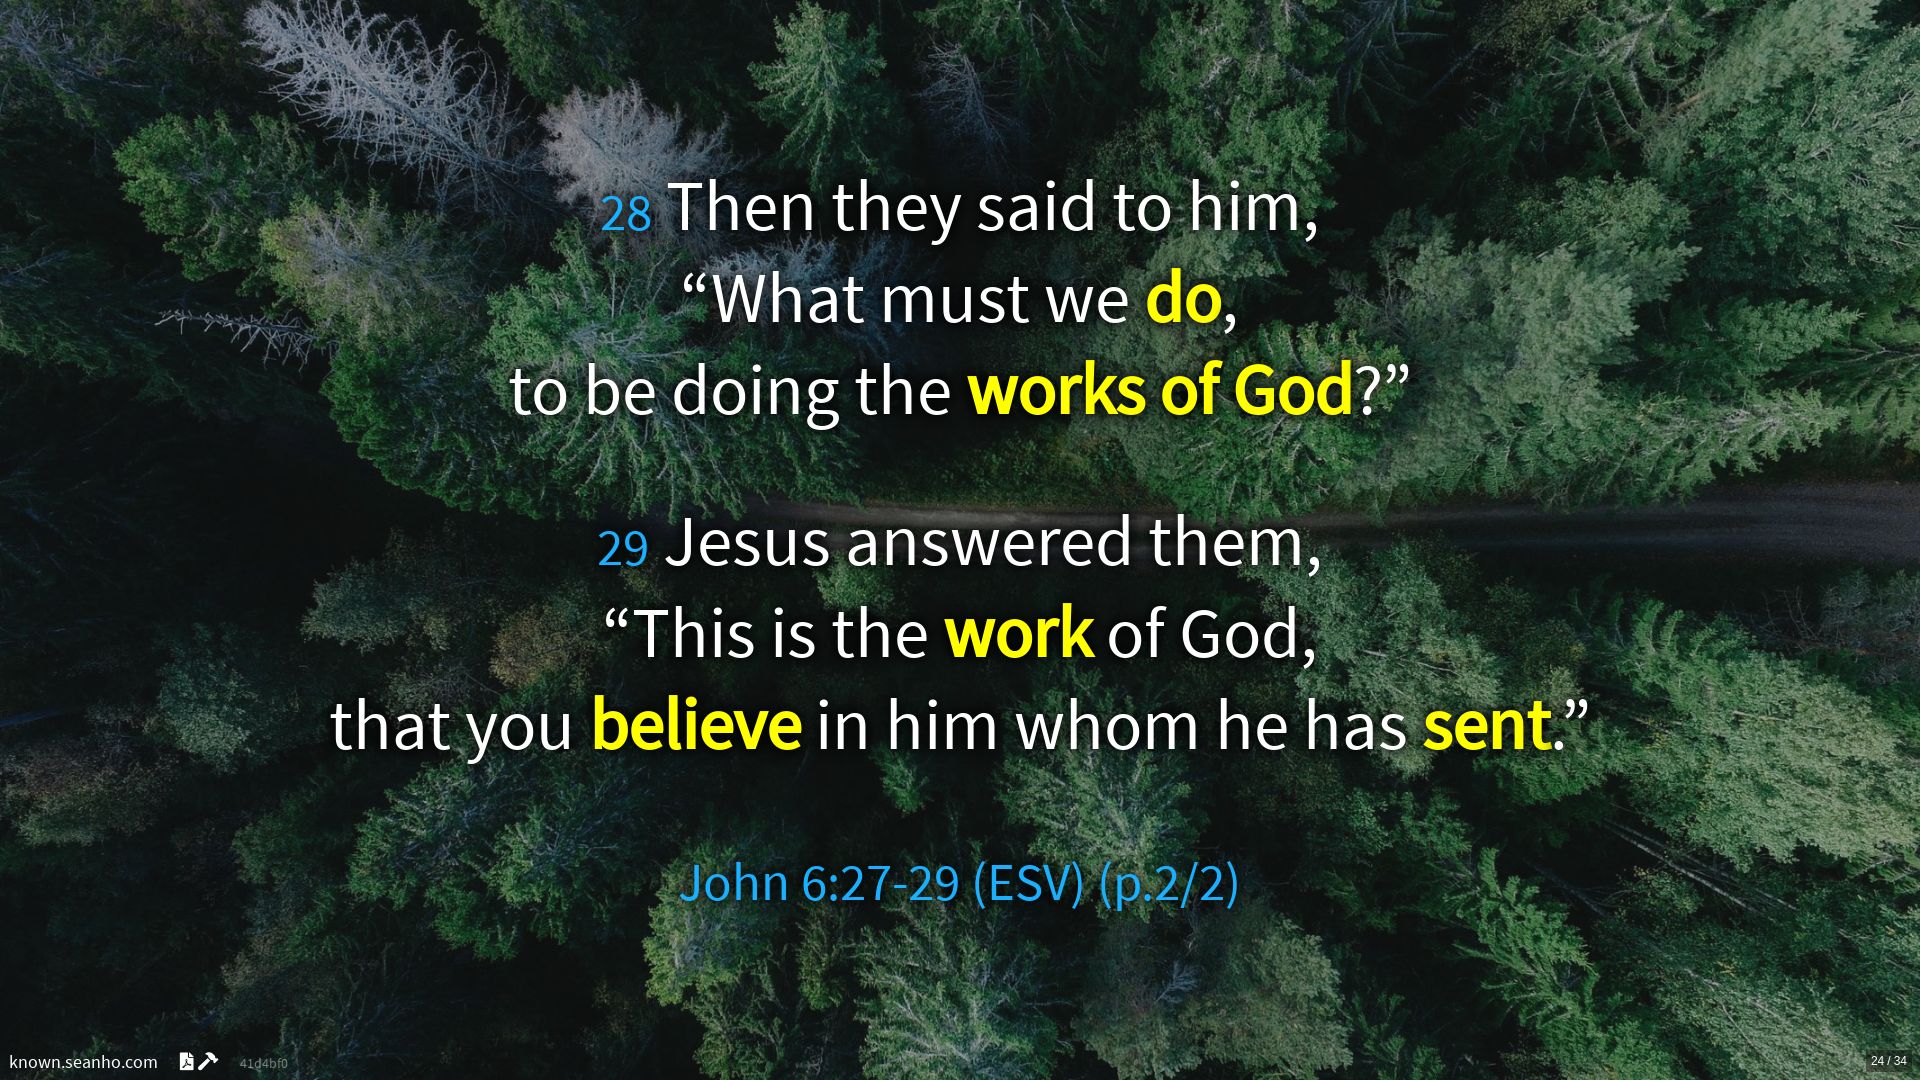 28 Then they said to him,
“What must we do,
to be doing the works of God?”
29 Jesus answered them,
“This is the work of God,
that you believe in him whom he has sent.”
John 6:27-29 (ESV) (p.2/2)
known.seanho.com 41d4bf0
24 / 34